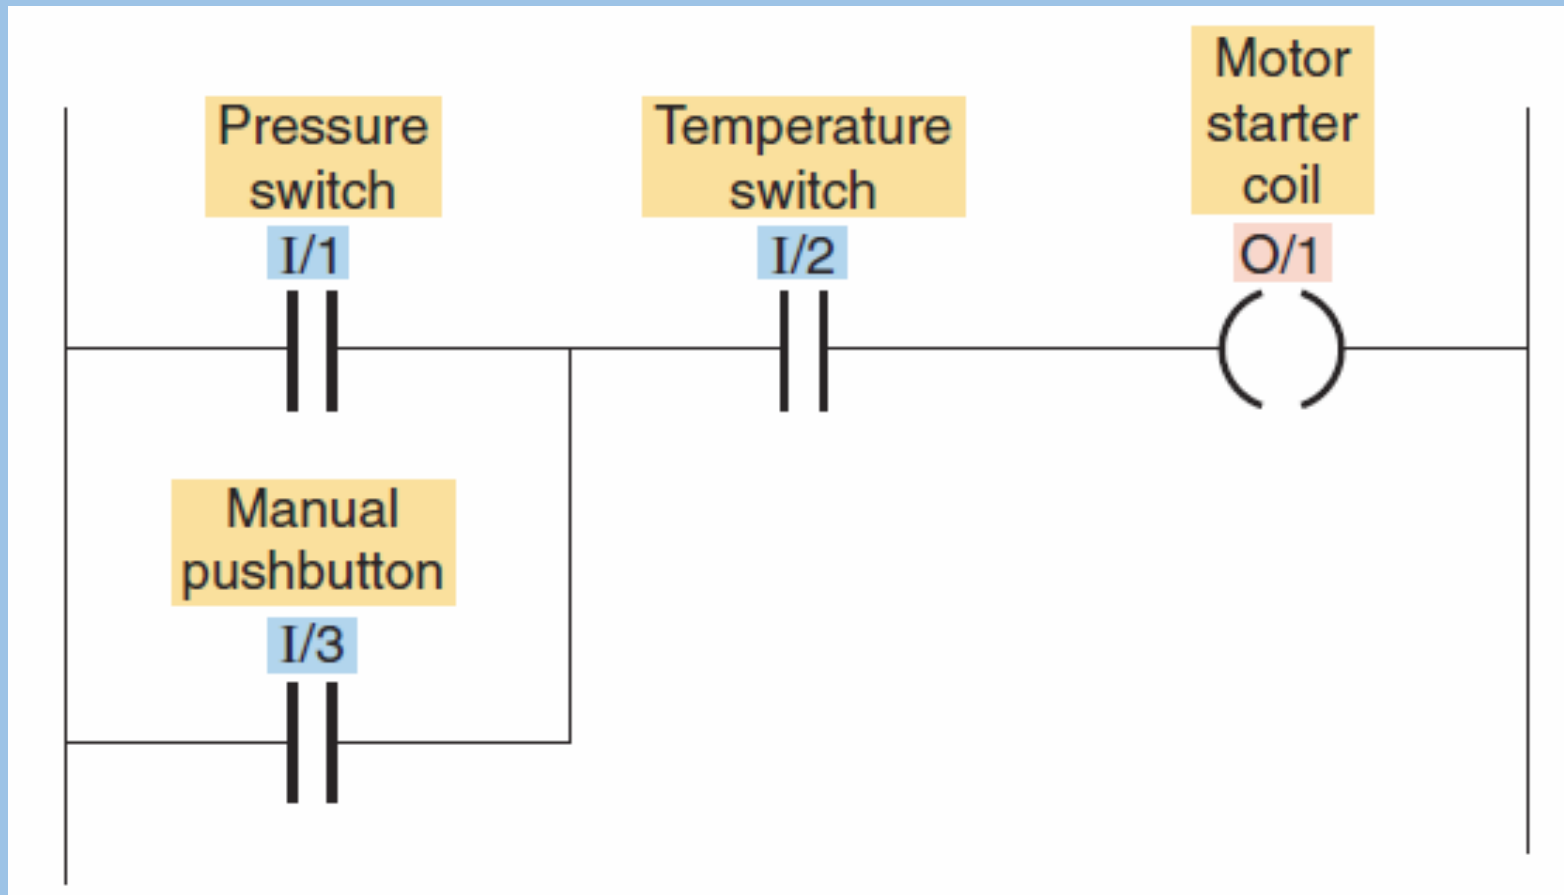 Pressure
switch
I/1
Temperature
switch
I/2
Motor
starter
coil
O/1
Manual
pushbutton
I/3